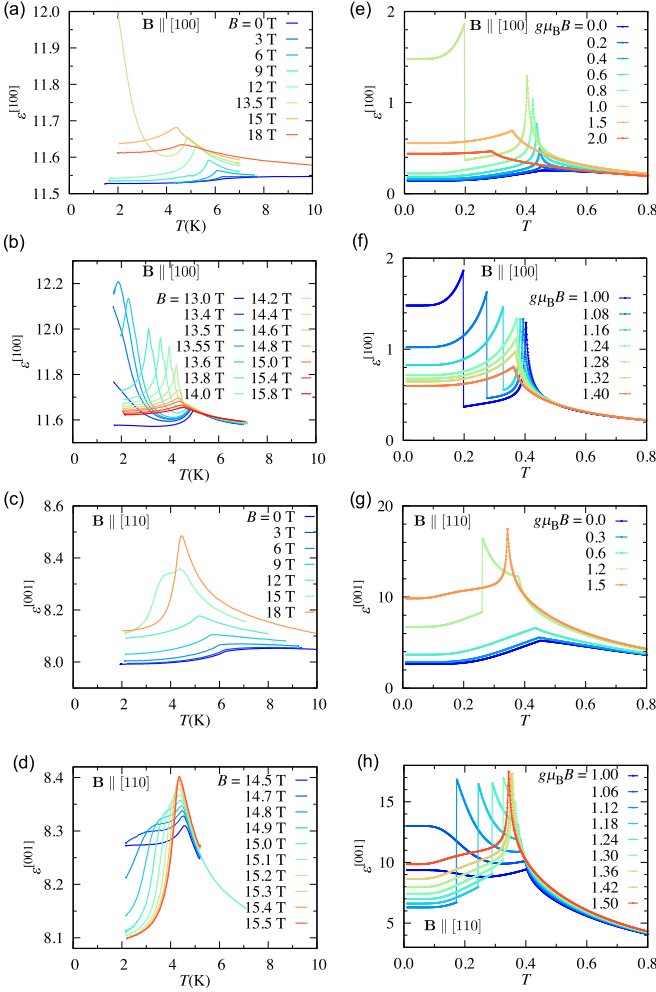 (a)
B ∥ [100]
B = 0 T
3 T
6 T
9 T
12 T
13.5 T
15 T
18 T
12.0
11.9
11.8
11.7
11.6
11.5
ε^[100]
0 2 4 6 8 10
T(K)
(e)
B ∥ [100]
gμ_B B = 0.0
0.2
0.4
0.6
0.8
1.0
1.5
2.0
2
1
0
ε^[100]
0.0 0.2 0.4 0.6 0.8
T
(b)
B ∥ [100]
B = 13.0 T 14.2 T
13.4 T 14.4 T
13.5 T 14.6 T
13.55 T 14.8 T
13.6 T 15.0 T
13.8 T 15.4 T
14.0 T 15.8 T
12.2
12.0
11.8
11.6
ε^[100]
0 2 4 6 8 10
T(K)
(f)
B ∥ [100]
gμ_B B = 1.00
1.08
1.16
1.24
1.28
1.32
1.40
2
1
0
ε^[100]
0.0 0.2 0.4 0.6 0.8
T
(c)
B ∥ [110]
B = 0 T
3 T
6 T
9 T
12 T
15 T
18 T
8.6
8.4
8.2
8.0
ε^[001]
0 2 4 6 8 10
T(K)
(g)
B ∥ [110]
gμ_B B = 0.0
0.3
0.6
1.2
1.5
20
10
0
ε^[001]
0.0 0.2 0.4 0.6 0.8
T
(d)
B ∥ [110]
B = 14.5 T
14.7 T
14.8 T
14.9 T
15.0 T
15.1 T
15.2 T
15.3 T
15.4 T
15.5 T
8.4
8.3
8.2
8.1
ε^[001]
0 2 4 6 8 10
T(K)
(h)
gμ_B B = 1.00
1.06
1.12
1.18
1.24
1.30
1.36
1.42
1.50
B ∥ [110]
15
10
5
ε^[001]
0.0 0.2 0.4 0.6 0.8
T